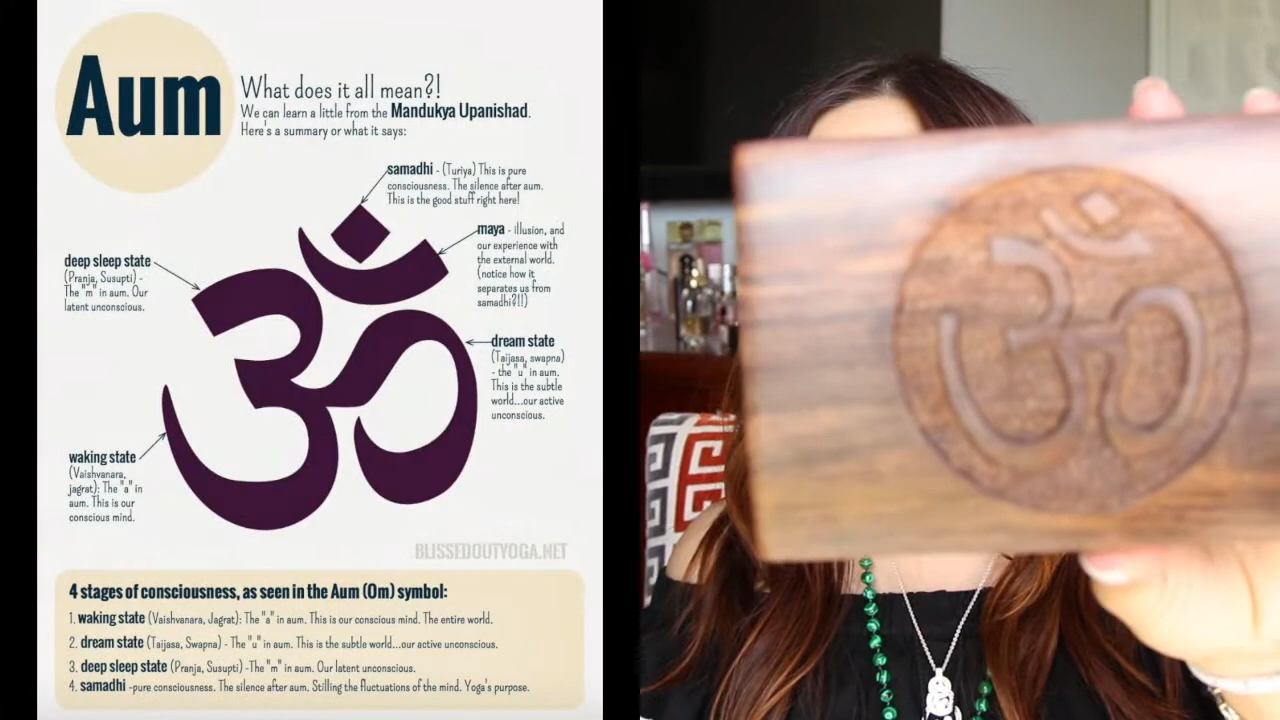 Aum
What does it all mean?!
We can learn a little from the Mandukya Upanishad.
Here's a summary or what it says:
samadhi - (Turiya) This is pure
consciousness. The silence after aum.
This is the good stuff right here!
maya - illusion, and
our experience with
the external world.
(notice how it
separates us from
samadhi?!!)
deep sleep state
(Pranja, Susupti) -
The "m" in aum. Our
latent unconscious.
dream state
(Taijasa, swapna)
- the "u" in aum.
This is the subtle
world...our active
unconscious.
waking state
(Vaishvanara,
jagrat): The "a" in
aum. This is our
conscious mind.
ॐ
BLISSEDOUTYOGA.NET
4 stages of consciousness, as seen in the Aum (Om) symbol:
1. waking state (Vaishvanara, Jagrat): The "a" in aum. This is our conscious mind. The entire world.
2. dream state (Taijasa, Swapna) - The "u" in aum. This is the subtle world...our active unconscious.
3. deep sleep state (Pranja, Susupti) -The "m" in aum. Our latent unconscious.
4. samadhi -pure consciousness. The silence after aum. Stilling the fluctuations of the mind. Yoga's purpose.
ॐ